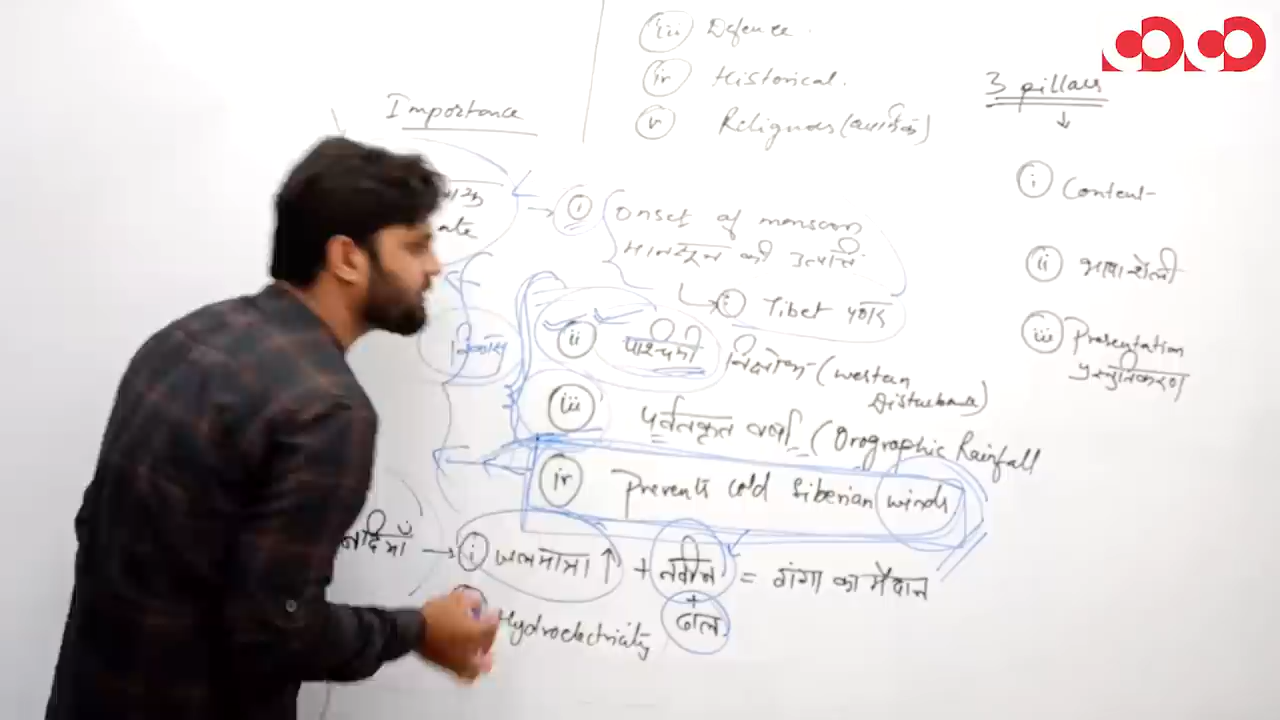 iii Defence
iv Historical.
v Religious (धार्मिक)
3 pillars
Importance
i Content
ii भाषा शैली
iii Presentation
प्रस्तुतिकरण
→ i Onset of monsoon
मानसून की उत्पत्ति
i Tibet पठार
ii पश्चिमी विक्षोभ (western
Disturbance)
iii पर्वतकृत वर्षा (Orographic Rainfall
iv Prevents cold Siberian winds.
नदियाँ → i जलमात्रा ↑ + नवीन = गंगा का मैदान
+
ढाल
Hydroelectricity